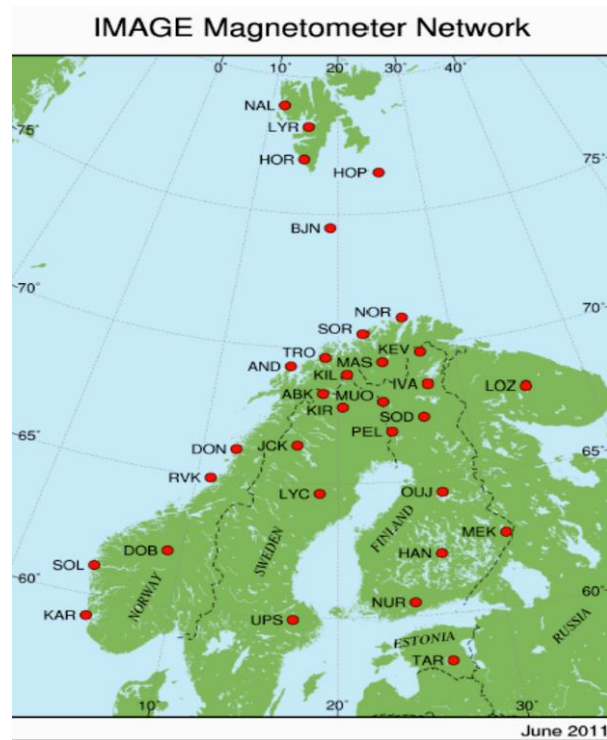 IMAGE Magnetometer Network
0° 10° 20° 30° 40°
NAL
LYR
75°
HOR
HOP
75°
BJN
70°
NOR
70°
SOR
TRO
KEV
AND
MAS
KIL
IVA
LOZ
ABK
MUO
KIR
SOD
PEL
65°
DON
JCK
65°
RVK
LYC
OUJ
FINLAND
MEK
SWEDEN
DOB
HAN
SOL
60°
NORWAY
NUR
60°
KAR
UPS
RUSSIA
ESTONIA
TAR
10° 20° 30°
June 2011